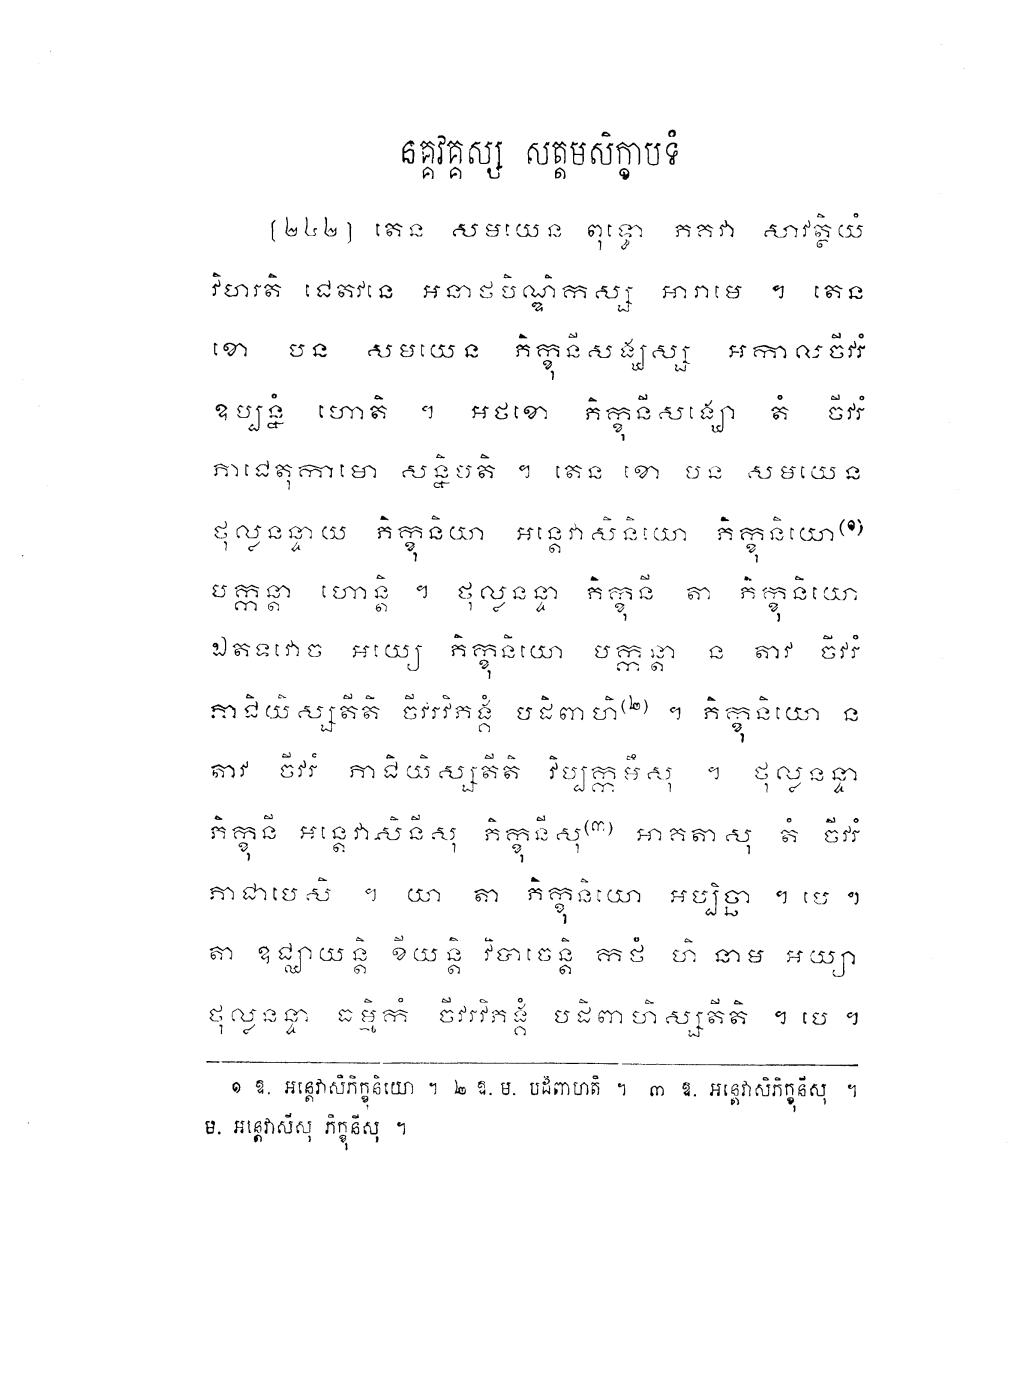 នគ្គវគ្គស្ស សត្តមសិក្ខាបទំ
[២៤២] តេន សមយេន ពុទ្ធោ ភគវា សាវត្ថិយំ
វិហរតិ ជេតវនេ អនាថបិណ្ឌិកស្ស អារាមេ ។ តេន
ខោ បន សមយេន ភិក្ខុនីសង្ឃស្ស អកាលចីវរំ
ឧប្បន្នំ ហោតិ ។ អថខោ ភិក្ខុនីសង្ឃោ តំ ចីវរំ
ភាជេតុកាមោ សន្និបតិ ។ តេន ខោ បន សមយេន
ថុល្លនន្ទាយ ភិក្ខុនិយា អន្តេវាសិនិយោ ភិក្ខុនិយោ(១)
បក្កន្តា ហោន្តិ ។ ថុល្លនន្ទា ភិក្ខុនី តា ភិក្ខុនិយោ
ឯតទវោច អយ្យេ ភិក្ខុនិយោ បក្កន្តា ន តាវ ចីវរំ
ភាជិយិស្សតីតិ ចីវរវិភង្គំ បដិពាហិ(២) ។ ភិក្ខុនិយោ ន
តាវ ចីវរំ ភាជិយិស្សតីតិ វិប្បក្កមឹសុ ។ ថុល្លនន្ទា
ភិក្ខុនី អន្តេវាសិនីសុ ភិក្ខុនីសុ(៣) អាគតាសុ តំ ចីវរំ
ភាជាបេសិ ។ យា តា ភិក្ខុនិយោ អប្បិច្ឆា ។ បេ ។
តា ឧជ្ឈាយន្តិ ខីយន្តិ វិបាចេន្តិ កថំ ហិ នាម អយ្យា
ថុល្លនន្ទា ធម្មិកំ ចីវរវិភង្គំ បដិពាហិស្សតីតិ ។ បេ ។
១ ឱ. អន្តេវាសីភិក្ខុនិយោ ។ ២ ឱ. ម. បដិពាហតិ ។ ៣ ឱ. អន្តេវាសិភិក្ខុនីសុ ។
ម. អន្តេវាសីសុ ភិក្ខុនីសុ ។